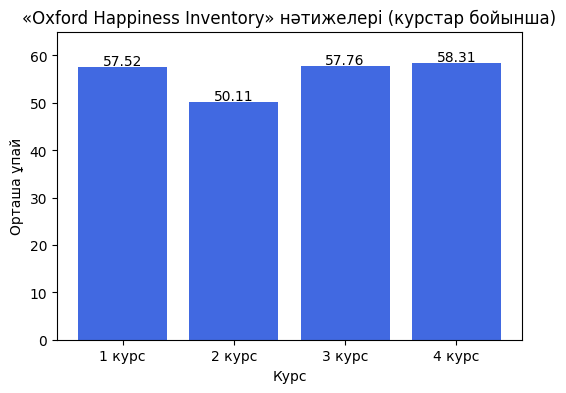 «Oxford Happiness Inventory» нәтижелері (курстар бойынша)
Орташа ұпай
60
50
40
30
20
10
0
57.52
50.11
57.76
58.31
1 курс
2 курс
3 курс
4 курс
Курс